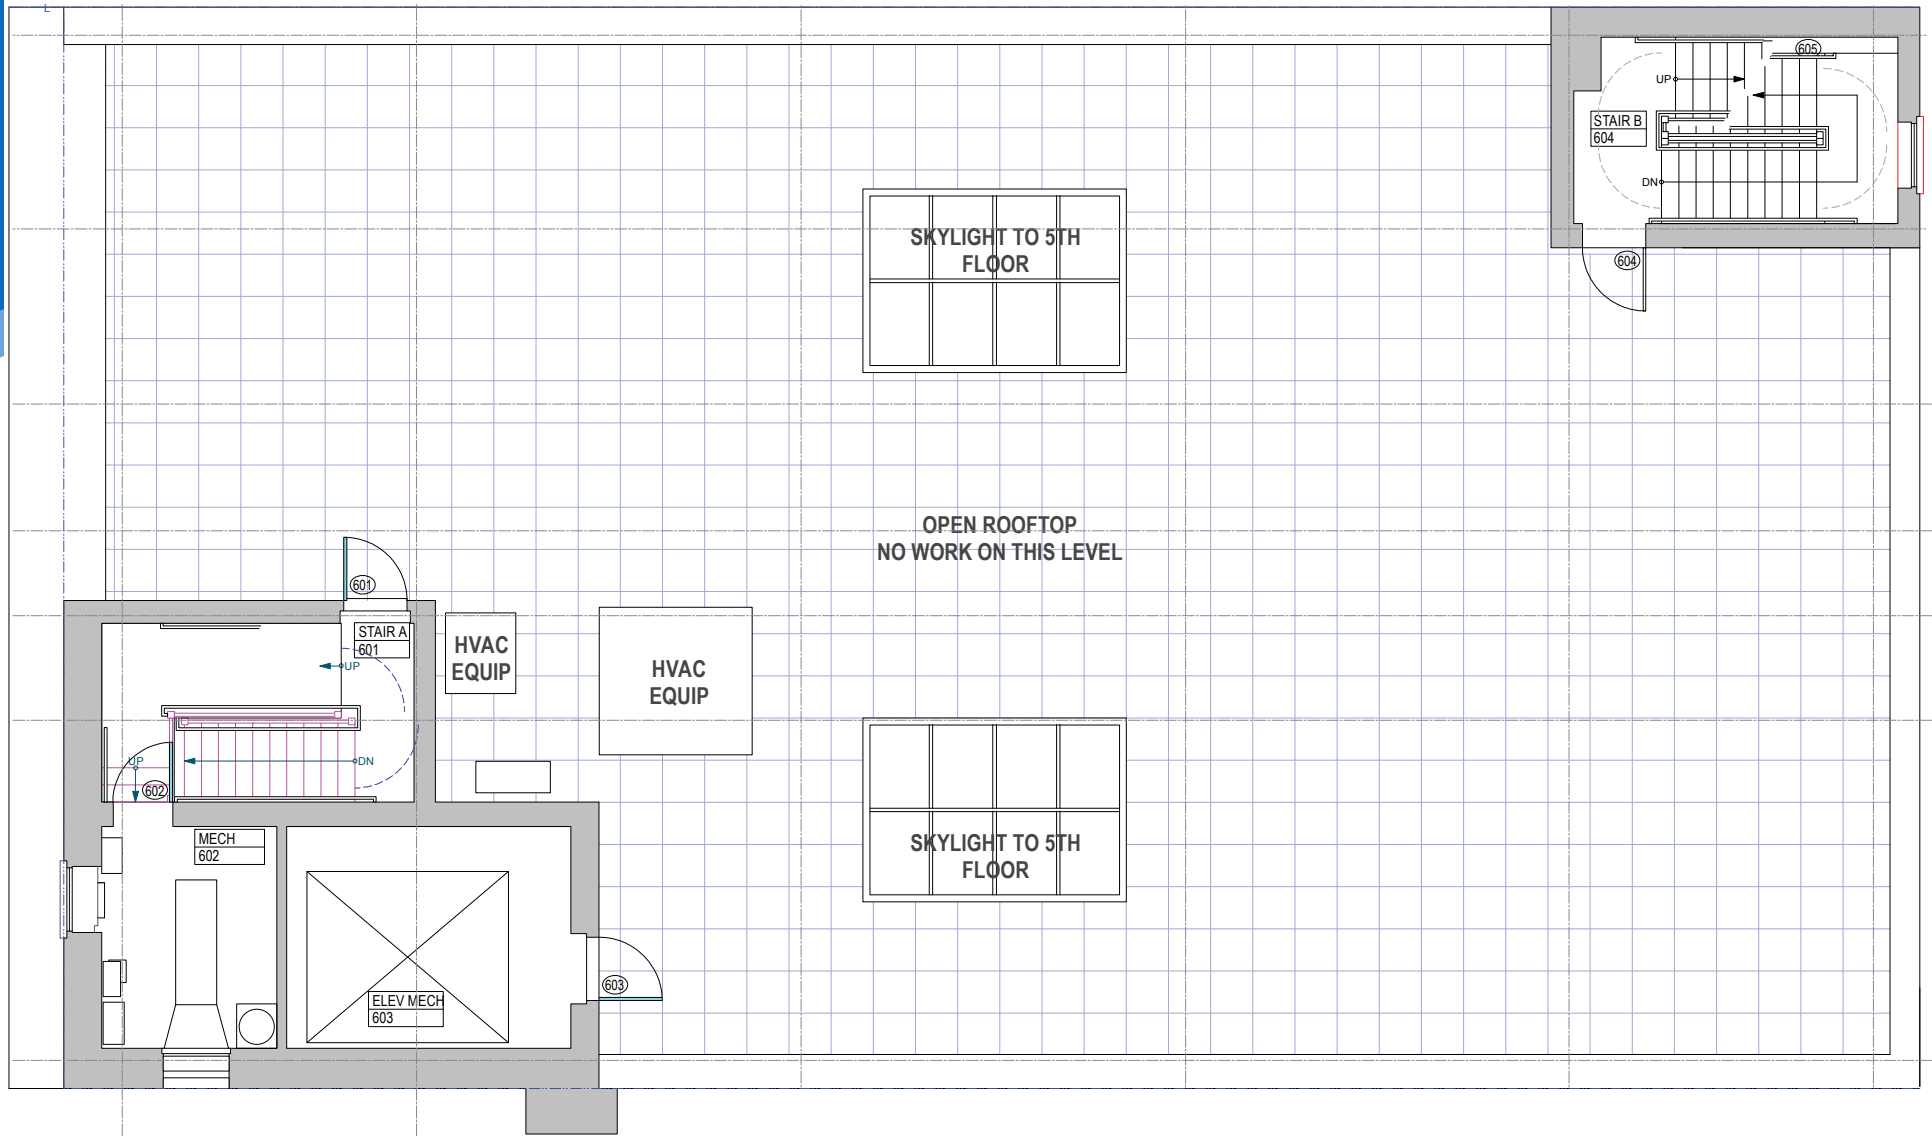 L
605
UP
STAIR B
604
DN
604
SKYLIGHT TO 5TH
FLOOR
OPEN ROOFTOP
NO WORK ON THIS LEVEL
601
STAIR A
601
UP
HVAC
EQUIP
HVAC
EQUIP
UP
DN
602
MECH
602
SKYLIGHT TO 5TH
FLOOR
603
ELEV MECH
603